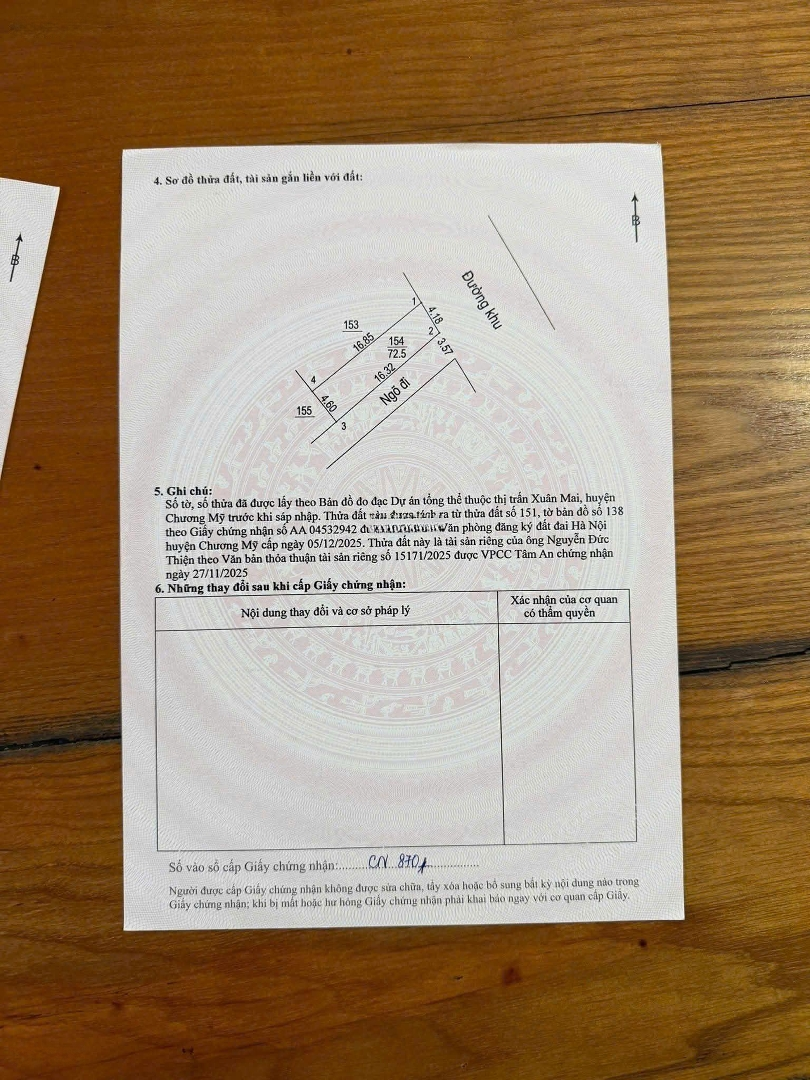 4. Sơ đồ thửa đất, tài sản gắn liền với đất:
B
B
Đường khu
1
4.18
153
16.85
2
154
72.5
3.57
4
16.32
Ngõ đi
4.60
155
3
5. Ghi chú:
Số tờ, số thửa đã được lấy theo Bản đồ đo đạc Dự án tổng thể thuộc thị trấn Xuân Mai, huyện
Chương Mỹ trước khi sáp nhập. Thửa đất ra từ thửa đất số 151, tờ bản đồ số 138
theo Giấy chứng nhận số AA 04532942 Văn phòng đăng ký đất đai Hà Nội
huyện Chương Mỹ cấp ngày 05/12/2025. Thửa đất này là tài sản riêng của ông Nguyễn Đức
Thiện theo Văn bản thỏa thuận tài sản riêng số 15171/2025 được VPCC Tâm An chứng nhận
ngày 27/11/2025
6. Những thay đổi sau khi cấp Giấy chứng nhận:
Nội dung thay đổi và cơ sở pháp lý
Xác nhận của cơ quan
có thẩm quyền
Số vào sổ cấp Giấy chứng nhận:..........CN 870..................
Người được cấp Giấy chứng nhận không được sửa chữa, tẩy xóa hoặc bổ sung bất kỳ nội dung nào trong
Giấy chứng nhận; khi bị mất hoặc hư hỏng Giấy chứng nhận phải khai báo ngay với cơ quan cấp Giấy.